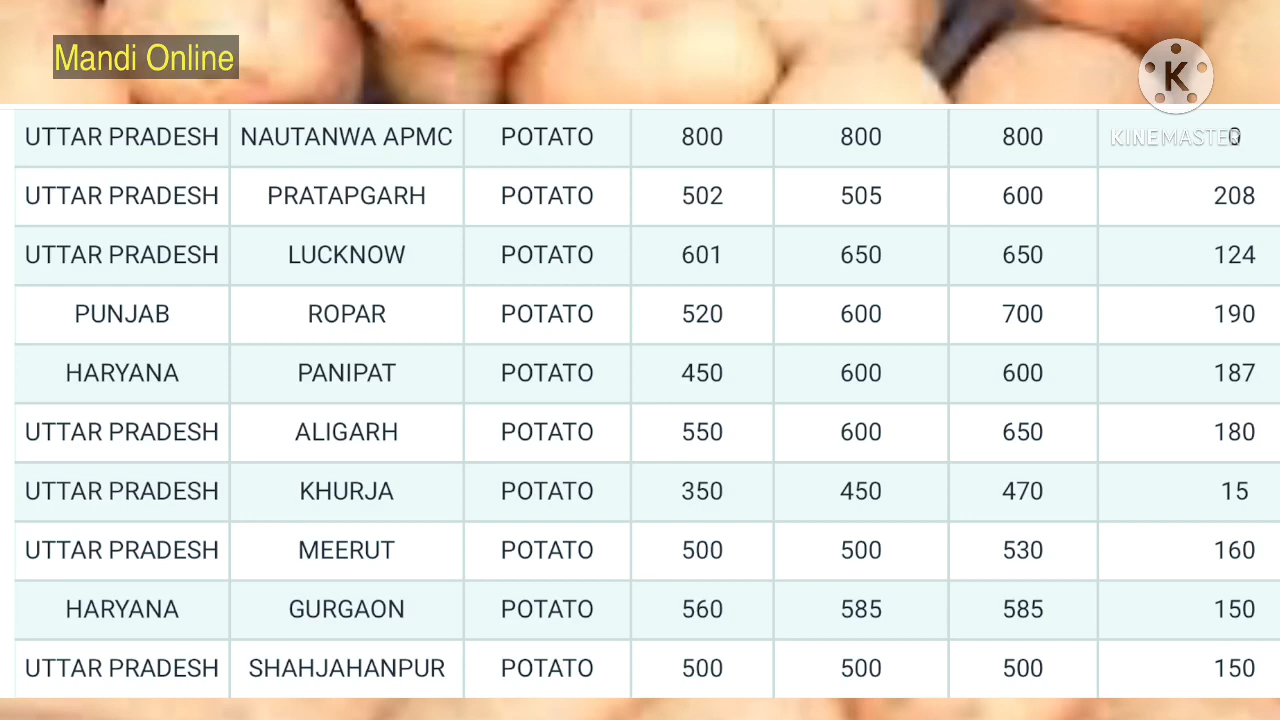 Mandi Online
K
KINEMASTER
UTTAR PRADESH NAUTANWA APMC POTATO 800 800 800
UTTAR PRADESH PRATAPGARH POTATO 502 505 600 208
UTTAR PRADESH LUCKNOW POTATO 601 650 650 124
PUNJAB ROPAR POTATO 520 600 700 190
HARYANA PANIPAT POTATO 450 600 600 187
UTTAR PRADESH ALIGARH POTATO 550 600 650 180
UTTAR PRADESH KHURJA POTATO 350 450 470 15
UTTAR PRADESH MEERUT POTATO 500 500 530 160
HARYANA GURGAON POTATO 560 585 585 150
UTTAR PRADESH SHAHJAHANPUR POTATO 500 500 500 150